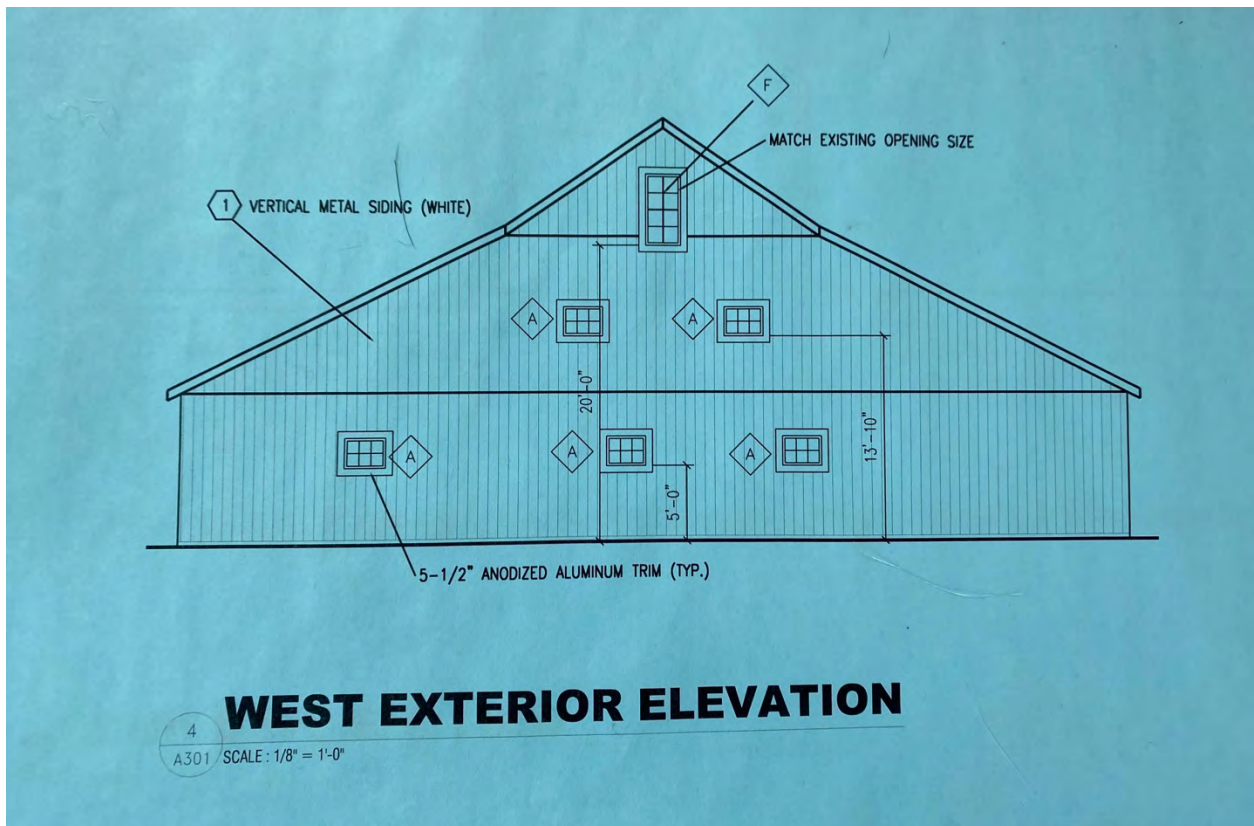 F
MATCH EXISTING OPENING SIZE
1 VERTICAL METAL SIDING (WHITE)
A
A
20'-0"
13'-10"
A
A
A
5'-0"
5-1/2" ANODIZED ALUMINUM TRIM (TYP.)
WEST EXTERIOR ELEVATION
4
A301
SCALE : 1/8" = 1'-0"